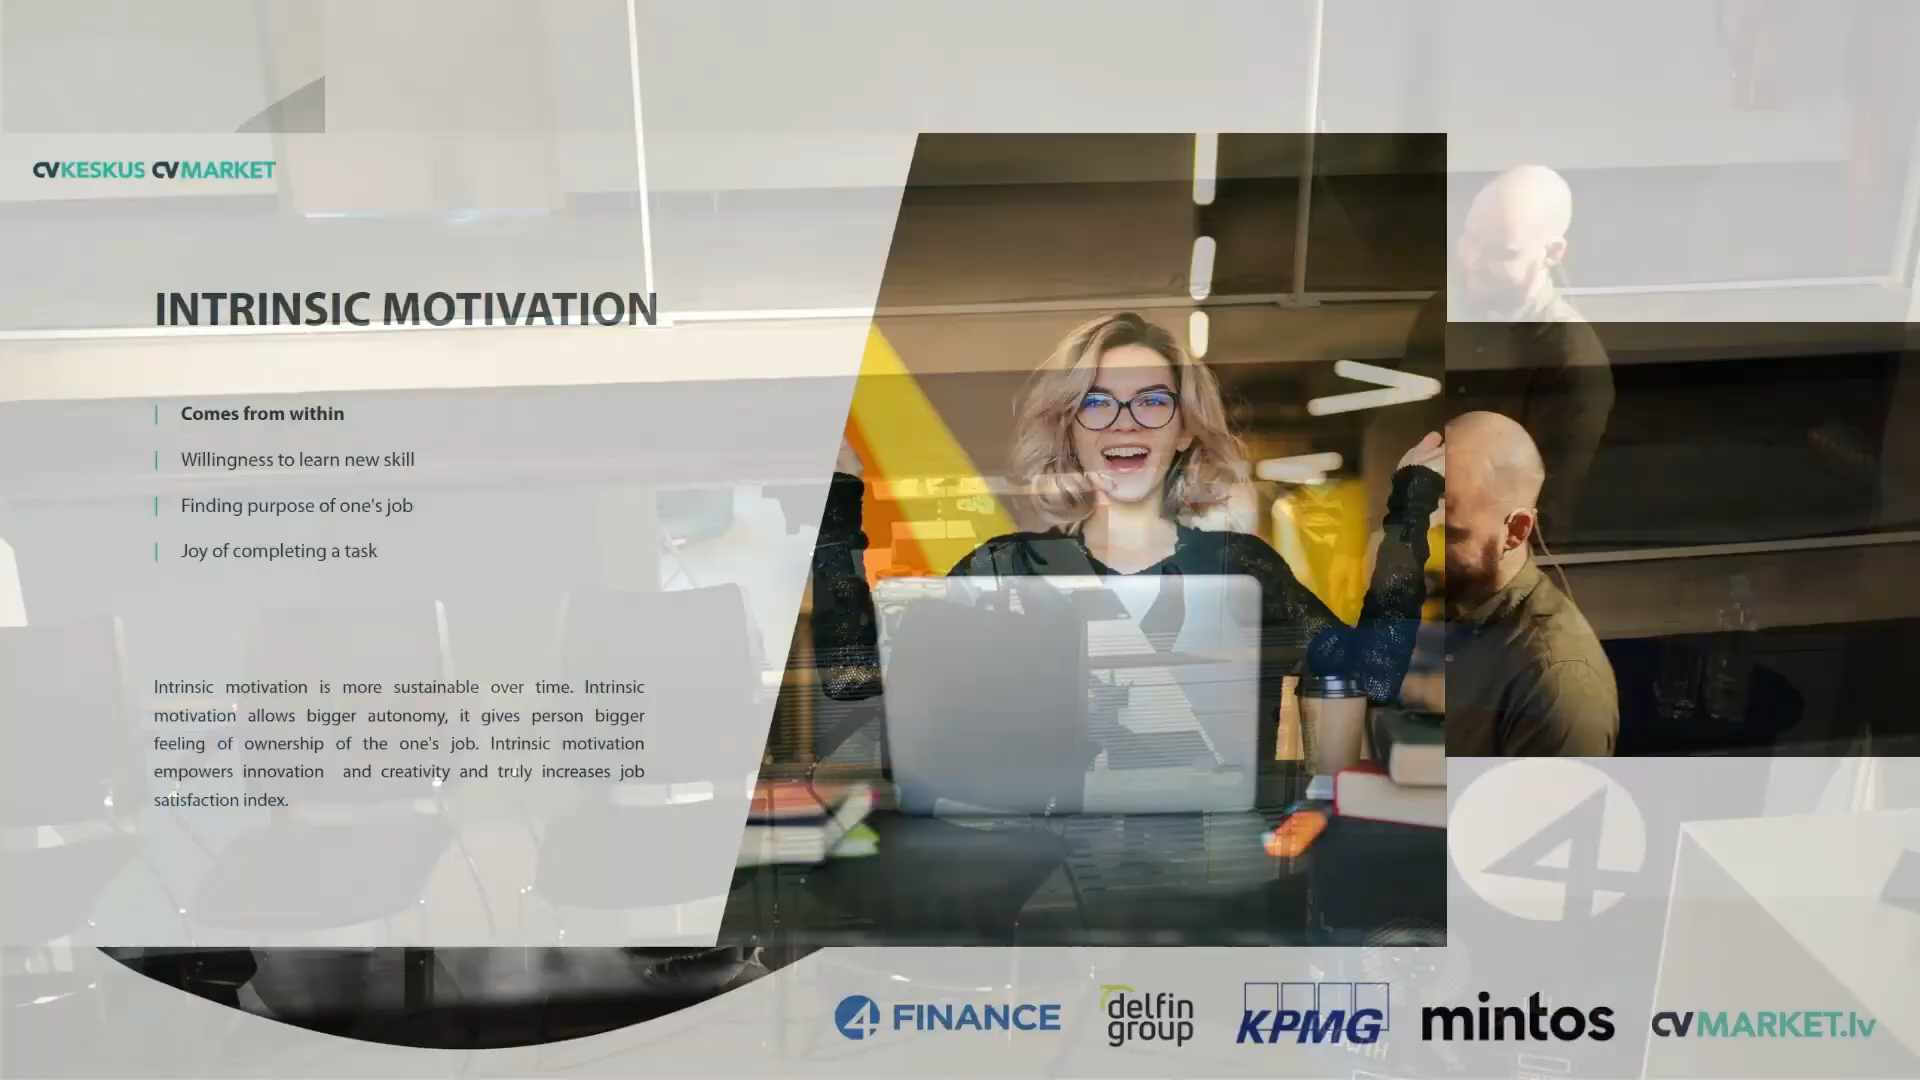 CVKESKUS CVMARKET
INTRINSIC MOTIVATION
Comes from within
Willingness to learn new skill
Finding purpose of one's job
Joy of completing a task
Intrinsic motivation is more sustainable over time. Intrinsic
motivation allows bigger autonomy, it gives person bigger
feeling of ownership of the one's job. Intrinsic motivation
empowers innovation and creativity and truly increases job
satisfaction index.
4
4 FINANCE
delfin
group
KPMG
mintos
CVMARKET.lv